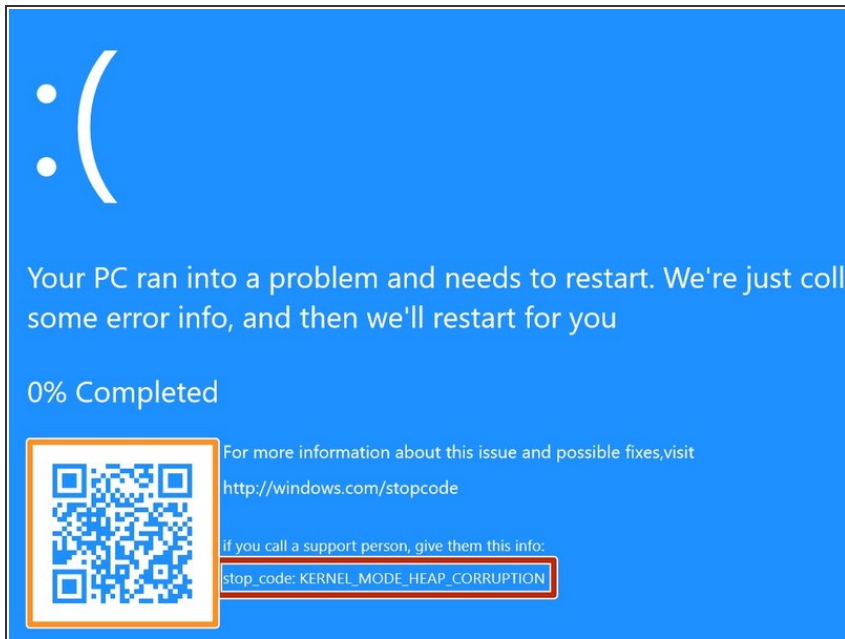 :(
Your PC ran into a problem and needs to restart. We're just coll
some error info, and then we'll restart for you
0% Completed
For more information about this issue and possible fixes,visit
http://windows.com/stopcode
if you call a support person, give them this info:
stop_code: KERNEL_MODE_HEAP_CORRUPTION